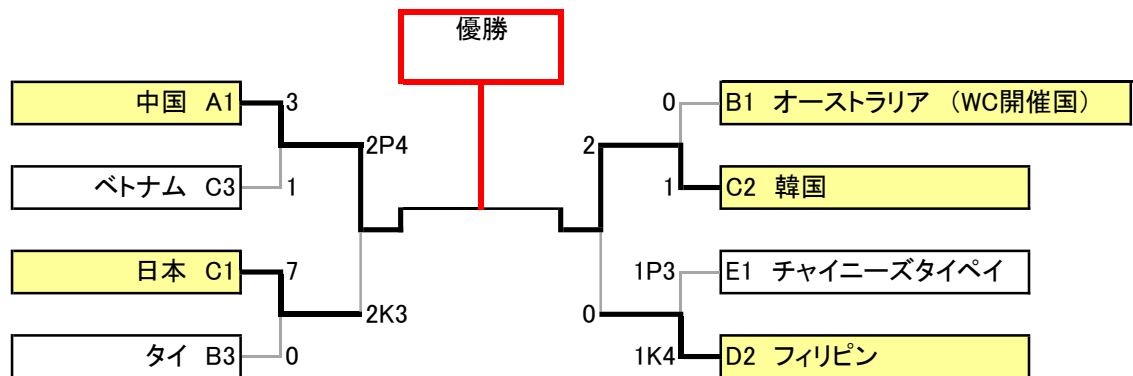 優勝
中国 A1
3
2P4
ベトナム C3
1
日本 C1
7
2K3
タイ B3
0
0
B1 オーストラリア (WC開催国)
2
1
C2 韓国
1P3
E1 チャイニーズタイペイ
0
1K4
D2 フィリピン